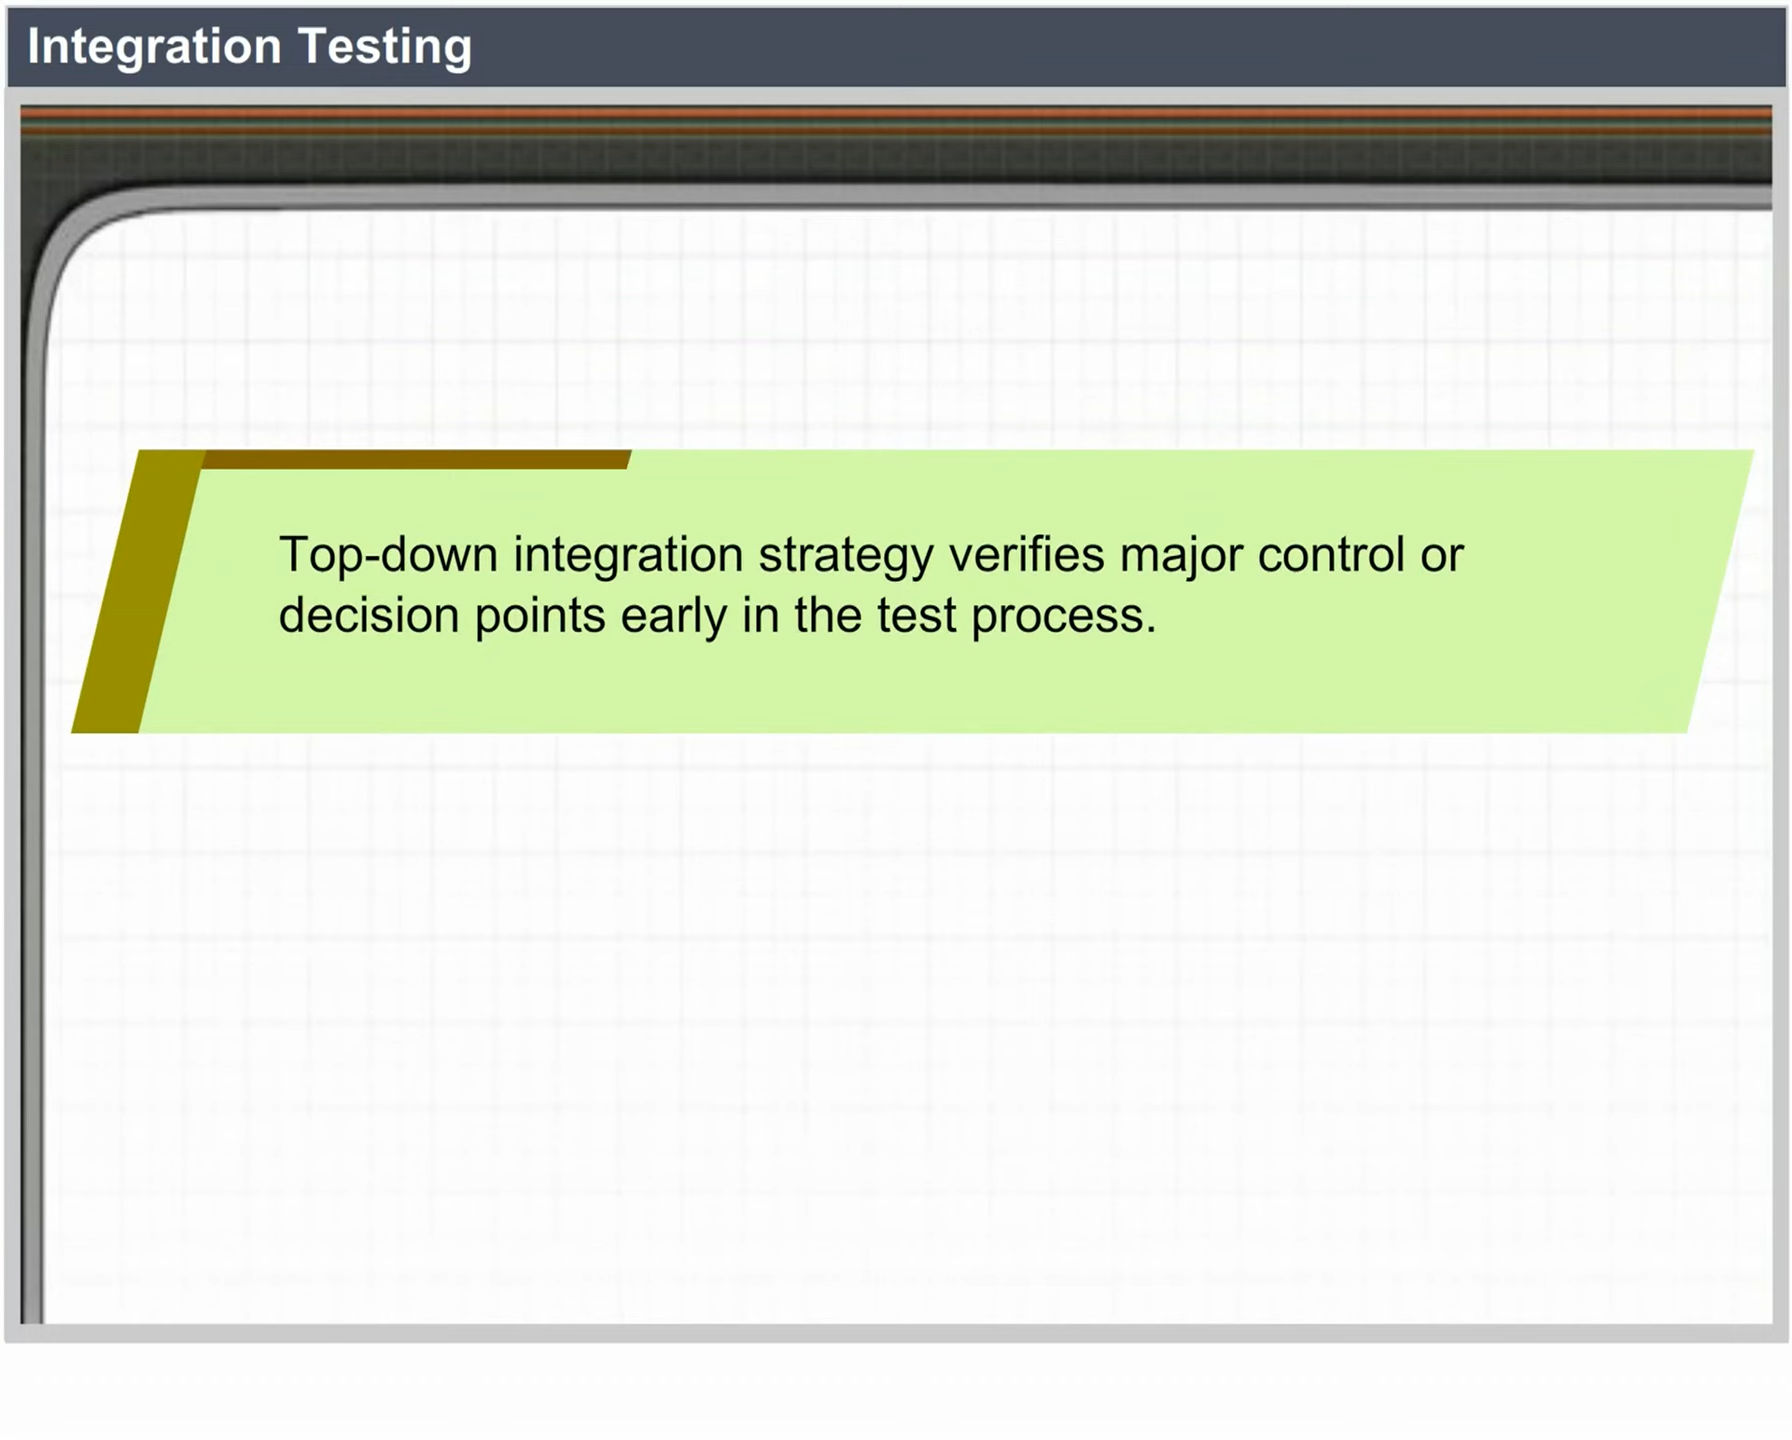 Integration Testing
Top-down integration strategy verifies major control or
decision points early in the test process.